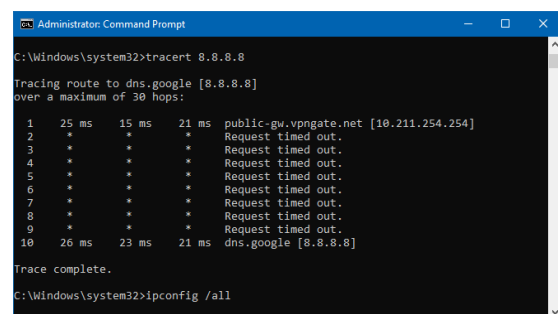 Administrator: Command Prompt
C:\Windows\system32>tracert 8.8.8.8
Tracing route to dns.google [8.8.8.8]
over a maximum of 30 hops:
1 25 ms 15 ms 21 ms public-gw.vpngate.net [10.211.254.254]
2 * * * Request timed out.
3 * * * Request timed out.
4 * * * Request timed out.
5 * * * Request timed out.
6 * * * Request timed out.
7 * * * Request timed out.
8 * * * Request timed out.
9 * * * Request timed out.
10 26 ms 23 ms 21 ms dns.google [8.8.8.8]
Trace complete.
C:\Windows\system32>ipconfig /all